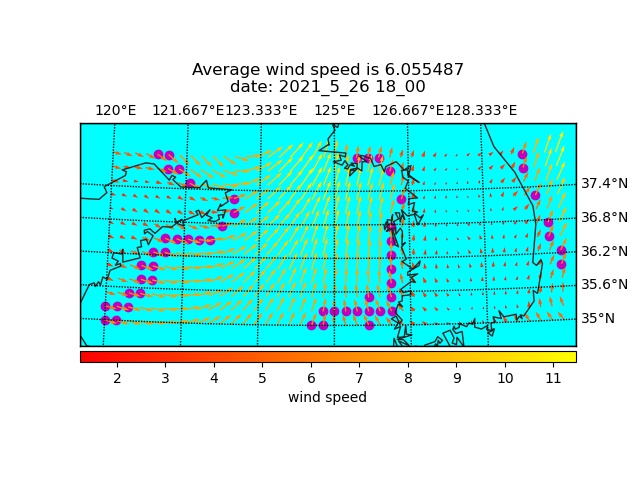 Average wind speed is 6.055487
date: 2021_5_26 18_00
120°E 121.667°E 123.333°E 125°E 126.667°E 128.333°E
37.4°N
36.8°N
36.2°N
35.6°N
35°N
2 3 4 5 6 7 8 9 10 11
wind speed